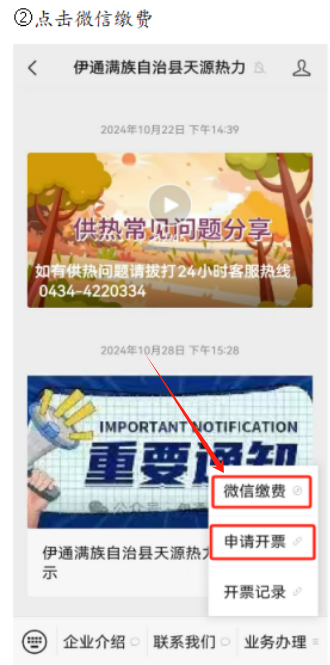 ②点击微信缴费
伊通满族自治县天源热力
2024年10月22日 下午14:39
供热常见问题分享
如有供热问题请拔打24小时客服热线
0434-4220334
2024年10月28日 下午15:28
IMPORTANT NOTIFICATION
重要通知
微信缴费
公众号
申请开票
伊通满族自治县天源热力
示
开票记录
企业介绍
联系我们
业务办理